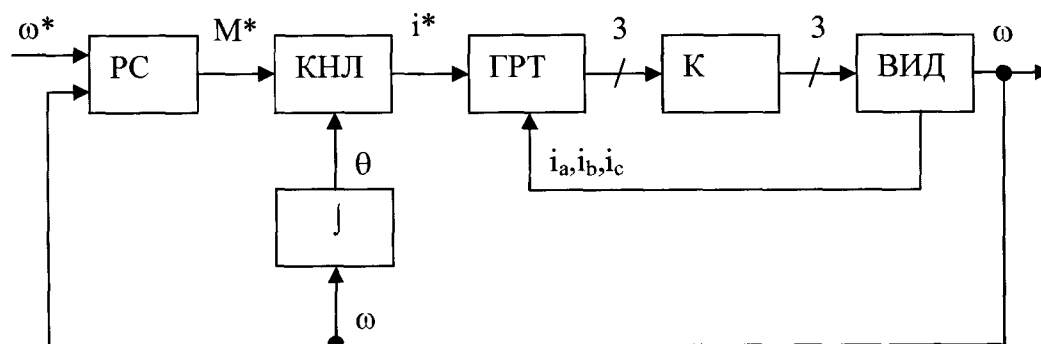 ω* M* i* 3 3 ω
РС КНЛ ГРТ К ВИД
θ i_a,i_b,i_c
∫
ω